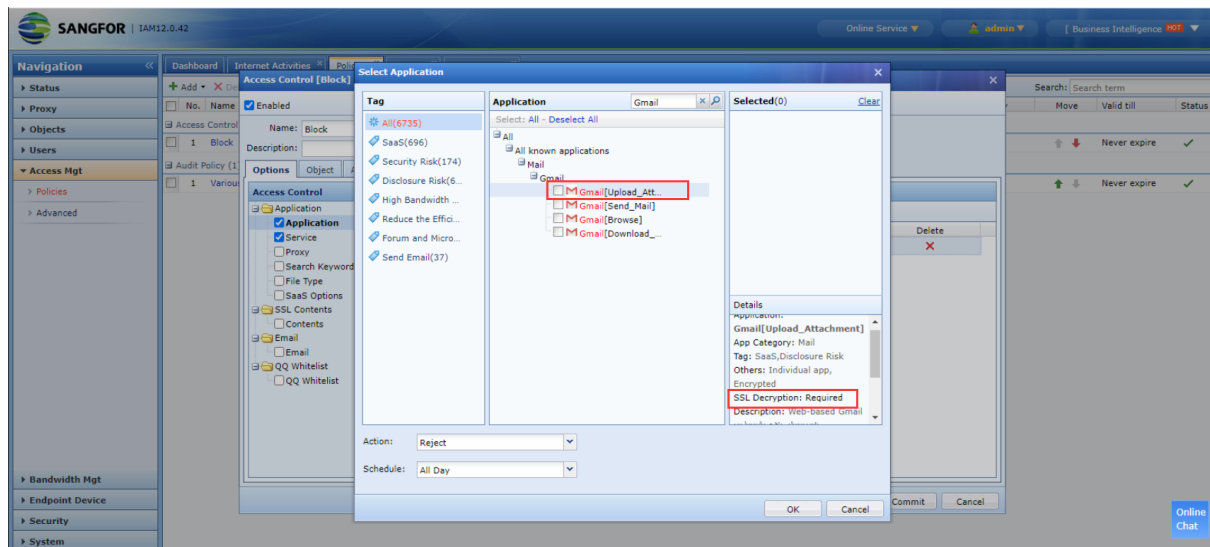 SANGFOR | IAM12.0.42
Online Service
admin
[ Business Intelligence HOT
Navigation
Status
Proxy
Objects
Users
Access Mgt
Policies
Advanced
Bandwidth Mgt
Endpoint Device
Security
System
Dashboard
Internet Activities
Add
No. Name
Access Control
1 Block
Audit Policy (1
1 Variou
Search: Search term
Move Valid till Status
Never expire
Never expire
Access Control [Block]
Enabled
Name: Block
Description:
Options Object
Access Control
Application
Application
Service
Proxy
Search Keyword
File Type
SaaS Options
SSL Contents
Contents
Email
Email
QQ Whitelist
QQ Whitelist
Delete
Commit Cancel
Select Application
Tag
All(6735)
SaaS(696)
Security Risk(174)
Disclosure Risk(6...
High Bandwidth ...
Reduce the Effici...
Forum and Micro...
Send Email(37)
Application Gmail
Select: All - Deselect All
All
All known applications
Mail
Gmail
Gmail[Upload_Att...
Gmail[Send_Mail]
Gmail[Browse]
Gmail[Download_...
Selected(0) Clear
Details
Application:
Gmail[Upload_Attachment]
App Category: Mail
Tag: SaaS,Disclosure Risk
Others: Individual app,
Encrypted
SSL Decryption: Required
Description: Web-based Gmail
Action: Reject
Schedule: All Day
OK Cancel
Online
Chat